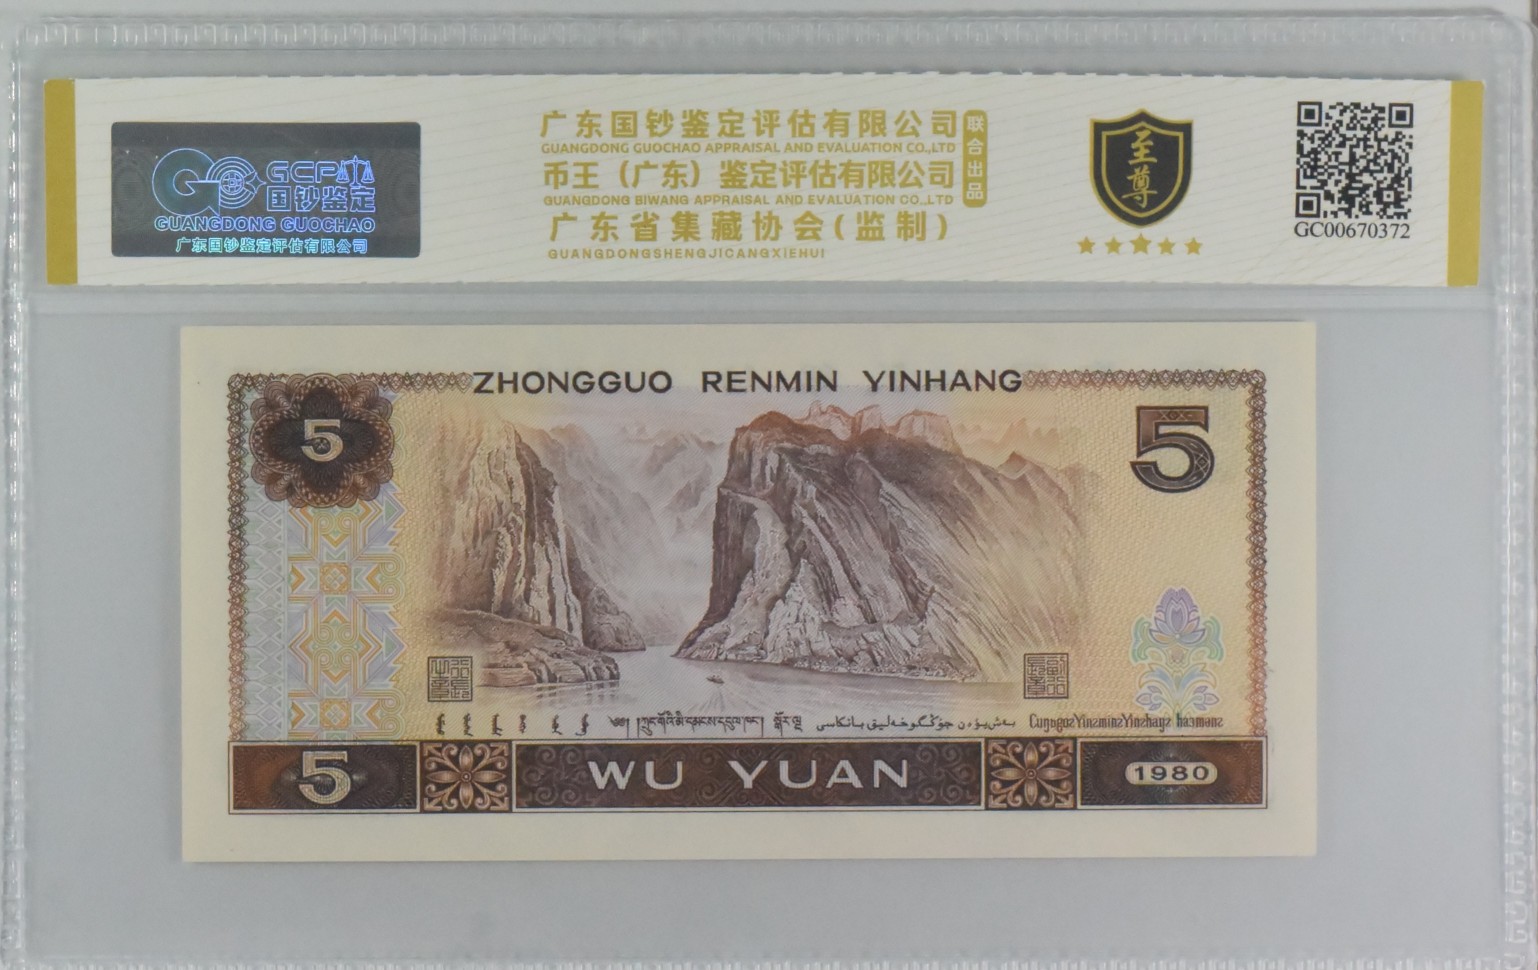 GCP
国钞鉴定
GUANGDONG GUOCHAO
广东国钞鉴定评估有限公司
广东国钞鉴定评估有限公司
GUANGDONG GUOCHAO APPRAISAL AND EVALUATION CO.,LTD
币王（广东）鉴定评估有限公司
GUANGDONG BIWANG APPRAISAL AND EVALUATION CO.,LTD
广东省集藏协会(监制)
GUANGDONGSHENGJICANGXIEHUI
联合出品
至尊
GC00670372
ZHONGGUO RENMIN YINHANG
5
5
5
WU YUAN
1980